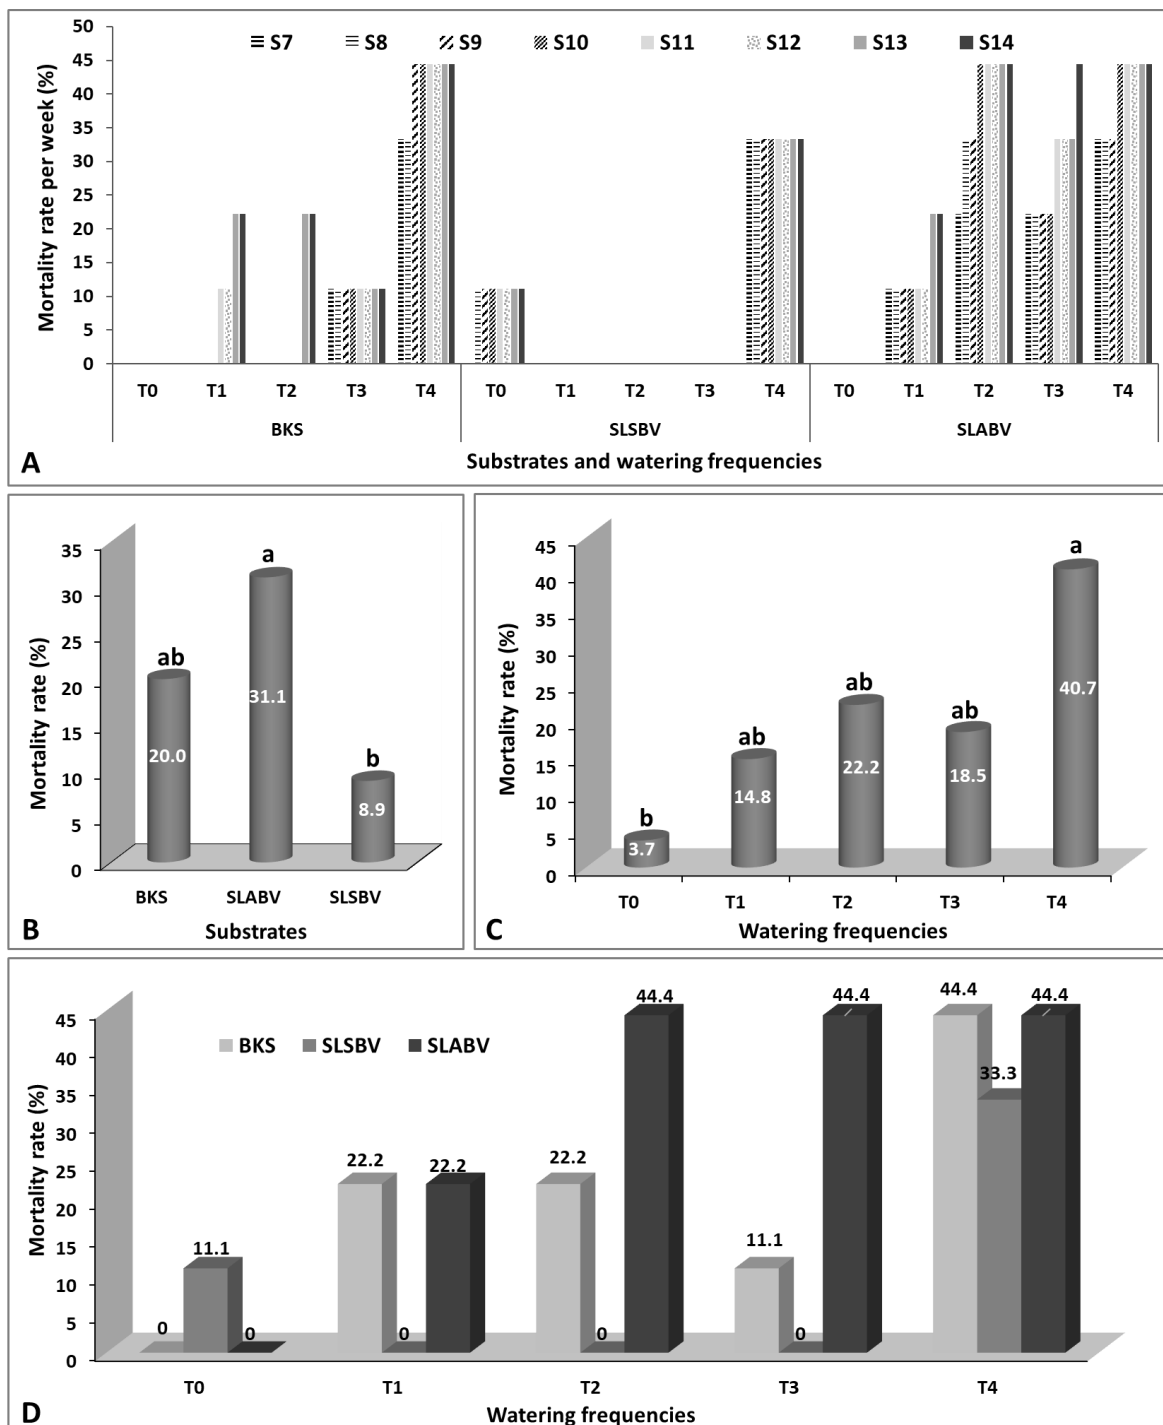 50
45
40
35
30
25
20
15
10
5
0
Mortality rate per week (%)
S7 S8 S9 S10 S11 S12 S13 S14
T0 T1 T2 T3 T4 T0 T1 T2 T3 T4 T0 T1 T2 T3 T4
BKS SLSBV SLABV
A
Substrates and watering frequencies
35
30
25
20
15
10
5
0
Mortality rate (%)
ab a b
20.0 31.1 8.9
BKS SLABV SLSBV
B
Substrates
45
40
35
30
25
20
15
10
5
0
Mortality rate (%)
b ab ab ab a
3.7 14.8 22.2 18.5 40.7
T0 T1 T2 T3 T4
C
Watering frequencies
45
40
35
30
25
20
15
10
5
0
Mortality rate (%)
BKS SLSBV SLABV
0 11.1 0 22.2 0 22.2 22.2 0 44.4 11.1 0 44.4 44.4 33.3 44.4
T0 T1 T2 T3 T4
D
Watering frequencies